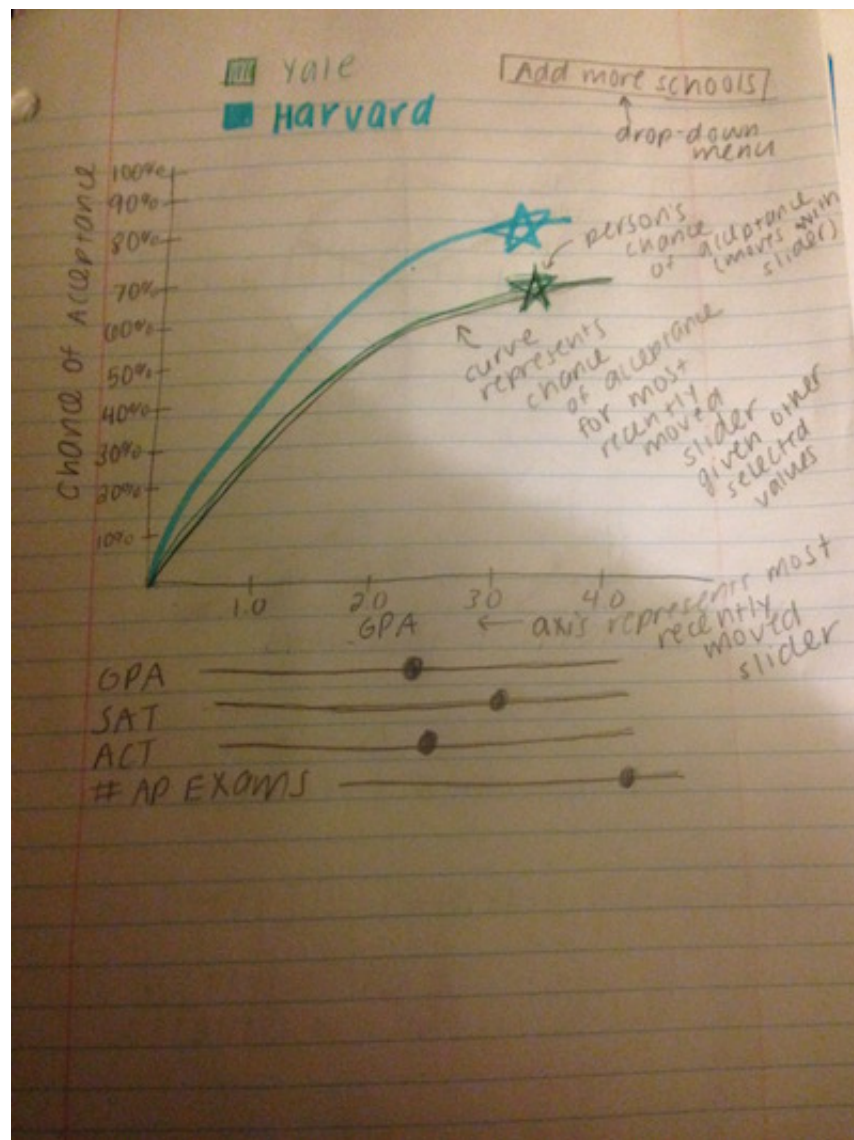 Yale
Harvard
Add more schools
drop-down
menu
Chance of Acceptance
100%
90%
80%
70%
60%
50%
40%
30%
20%
10%
person's
chance
of acceptance
(moves with
slider)
curve
represents
chance
of acceptance
for most
recently
moved
slider
given other
selected
values
1.0
2.0
3.0
4.0
GPA
← axis represents most
recently
moved
slider
GPA
SAT
ACT
# AP EXAMS